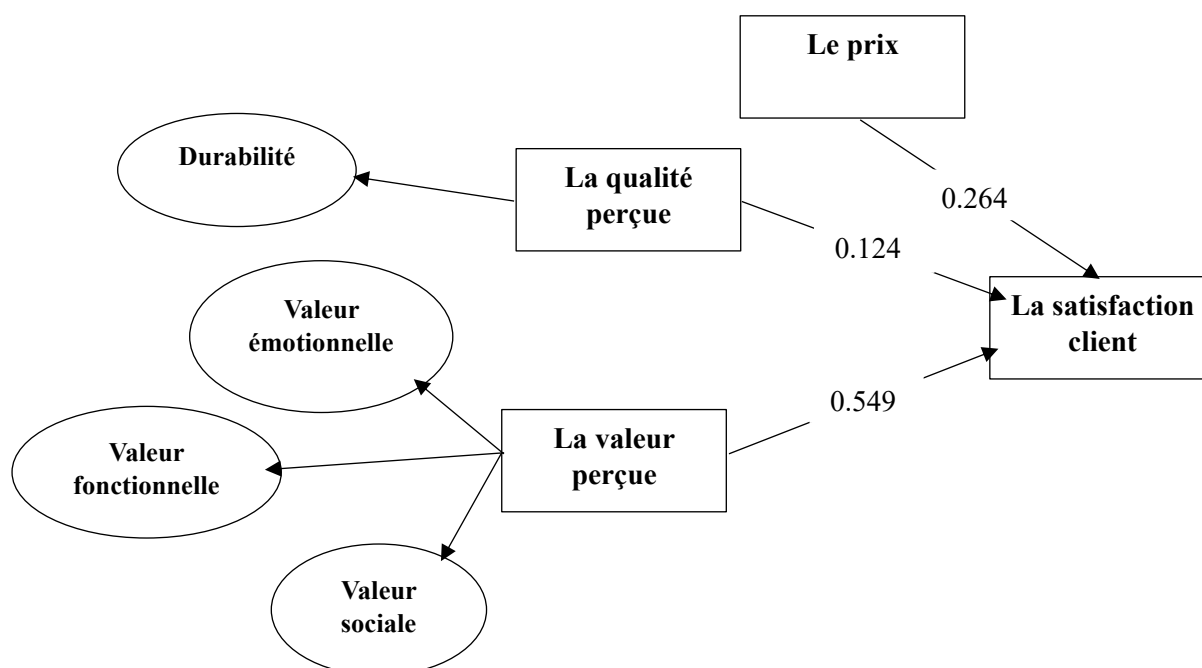 Le prix
Durabilité
La qualité
perçue
0.264
0.124
Valeur
émotionnelle
La satisfaction
client
0.549
Valeur
fonctionnelle
La valeur
perçue
Valeur
sociale